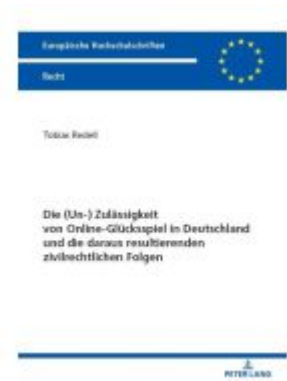 Europäische Hochschulschriften
Recht
Tobias
Die (Un-) Zulässigkeit
von Online-Glücksspiel in Deutschland
und die daraus resultierenden
zivilrechtlichen Folgen
PETER LANG